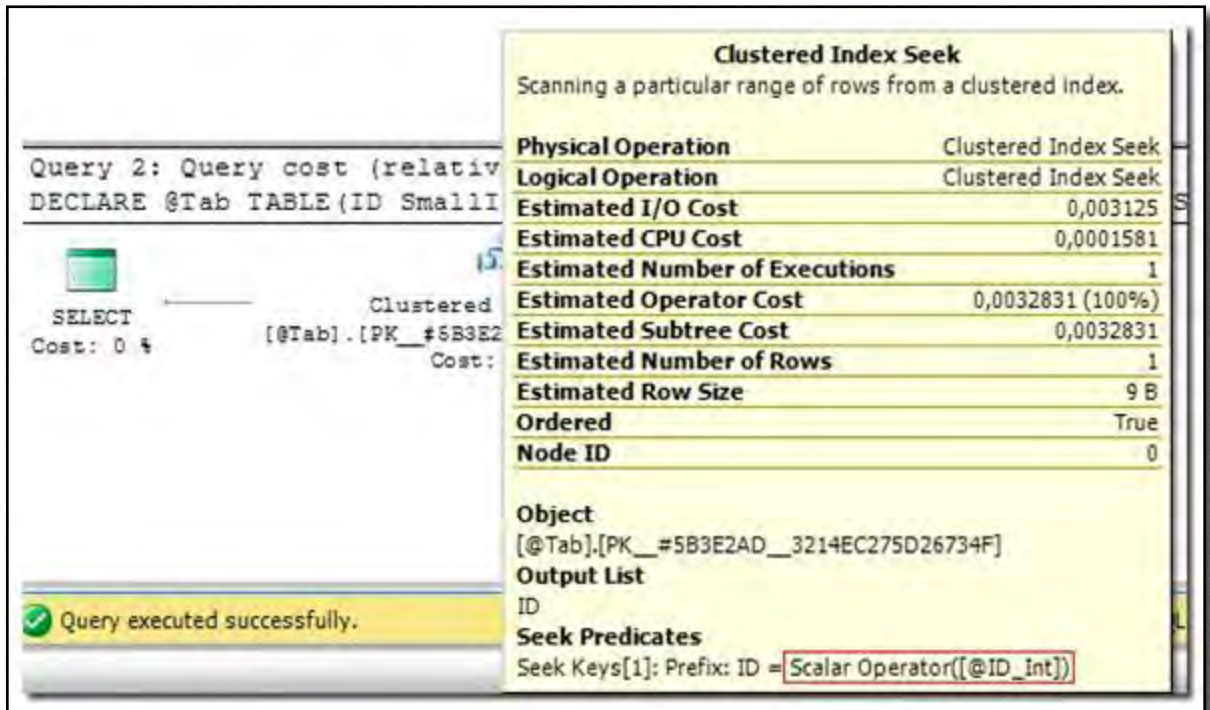 Clustered Index Seek
Scanning a particular range of rows from a clustered index.
Physical Operation Clustered Index Seek
Logical Operation Clustered Index Seek
Estimated I/O Cost 0,003125
Estimated CPU Cost 0,0001581
Estimated Number of Executions 1
Estimated Operator Cost 0,0032831 (100%)
Estimated Subtree Cost 0,0032831
Estimated Number of Rows 1
Estimated Row Size 9 B
Ordered True
Node ID 0
Object
[@Tab].[PK__#5B3E2AD__3214EC275D26734F]
Output List
ID
Seek Predicates
Seek Keys[1]: Prefix: ID = Scalar Operator([@ID_Int])
Query 2: Query cost (relativ
DECLARE @Tab TABLE(ID SmallI
SELECT
Cost: 0 %
Clustered
[@Tab].[PK__#5B3E2
Cost:
Query executed successfully.